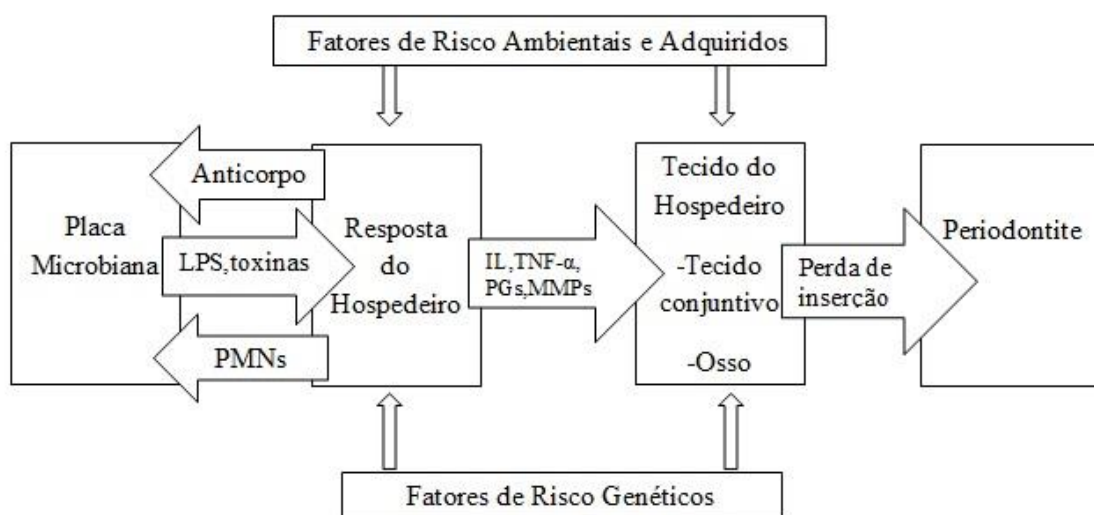 Fatores de Risco Ambientais e Adquiridos
Placa
Microbiana
Anticorpo
LPS,toxinas
PMNs
Resposta
do
Hospedeiro
IL,TNF-α,
PGs,MMPs
Tecido do
Hospedeiro
-Tecido
conjuntivo
-Osso
Perda de
inserção
Periodontite
Fatores de Risco Genéticos